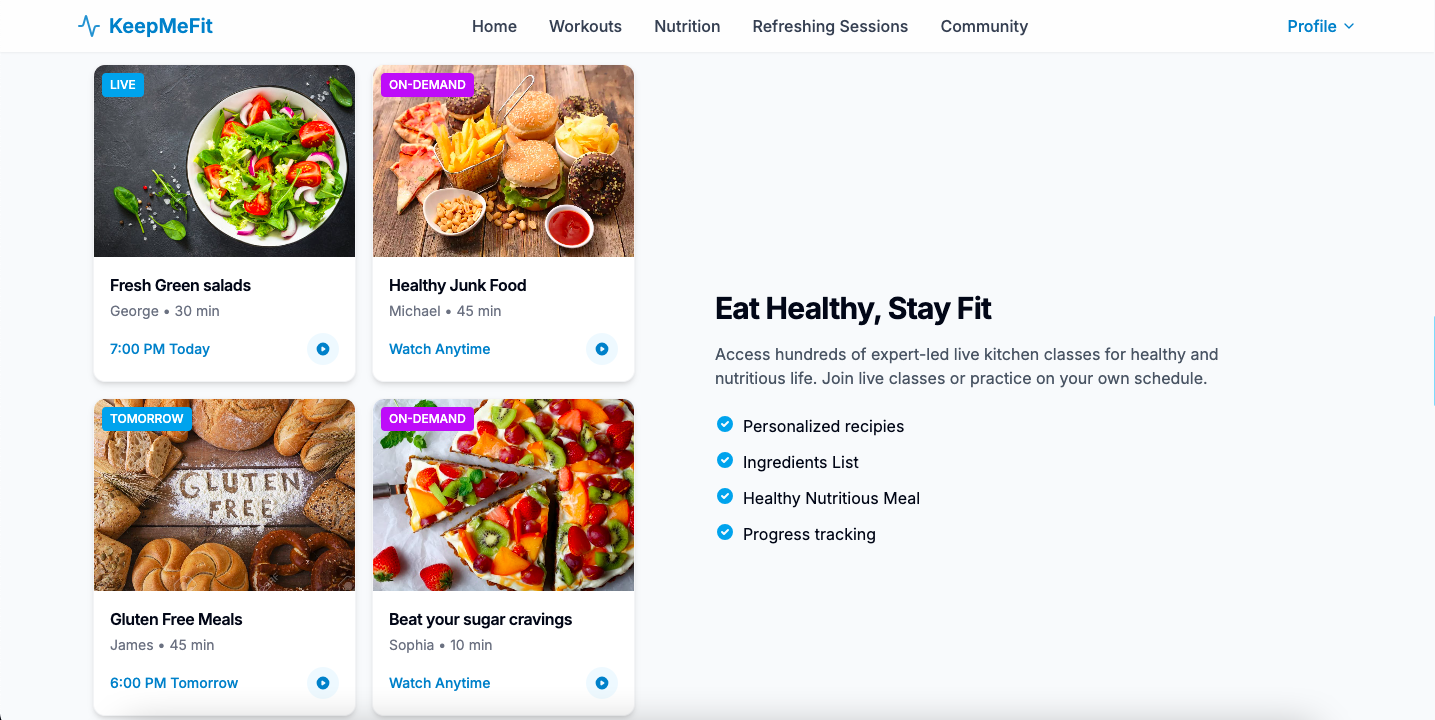 KeepMeFit
Home
Workouts
Nutrition
Refreshing Sessions
Community
Profile
LIVE
Fresh Green salads
George • 30 min
7:00 PM Today
ON-DEMAND
Healthy Junk Food
Michael • 45 min
Watch Anytime
TOMORROW
GLUTEN
FREE
Gluten Free Meals
James • 45 min
6:00 PM Tomorrow
ON-DEMAND
Beat your sugar cravings
Sophia • 10 min
Watch Anytime
Eat Healthy, Stay Fit
Access hundreds of expert-led live kitchen classes for healthy and
nutritious life. Join live classes or practice on your own schedule.
Personalized recipies
Ingredients List
Healthy Nutritious Meal
Progress tracking